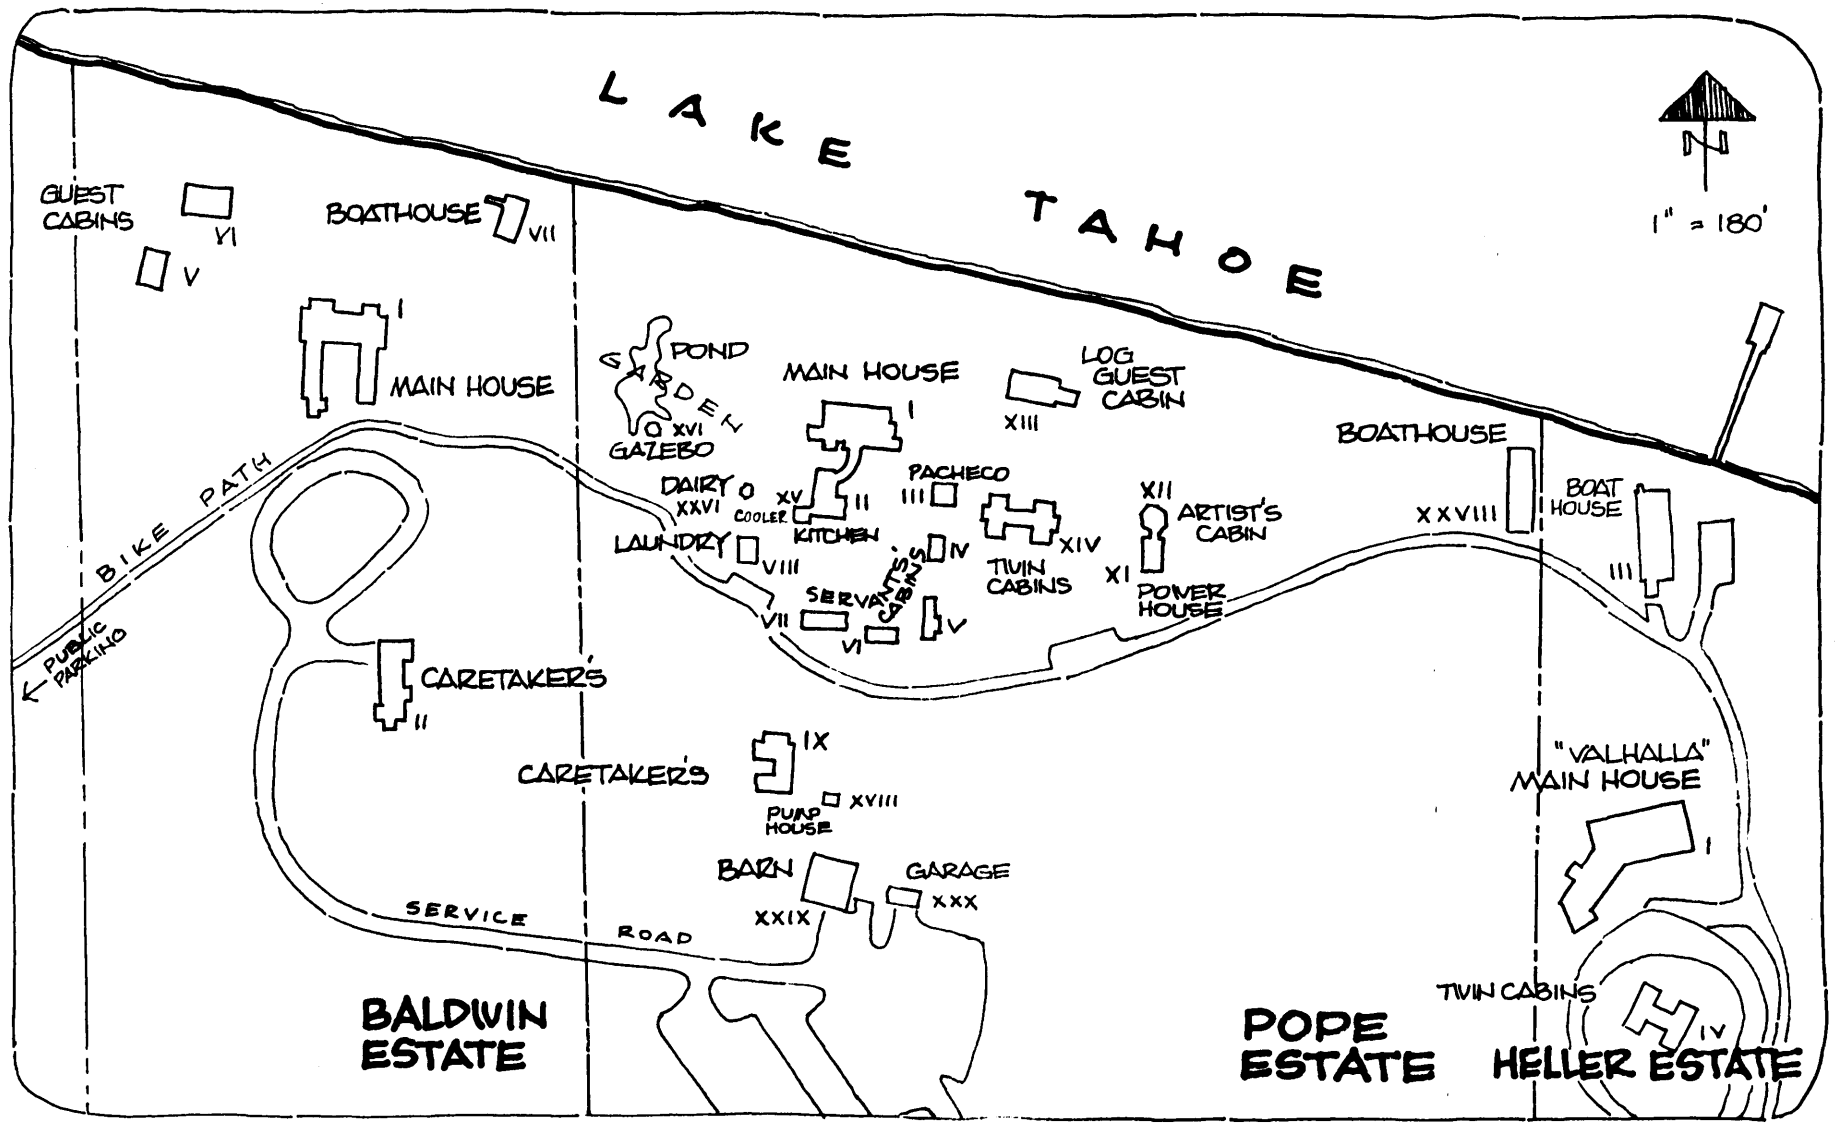 LAKE TAHOE
N
1" = 180'
GUEST
CABINS
VI
V
BOATHOUSE
VII
I
MAIN HOUSE
BIKE PATH
PUBLIC
PARKING
CARETAKER'S
II
SERVICE ROAD
BALDWIN
ESTATE
POND
GARDEN
XVI
GAZEBO
MAIN HOUSE
I
LOG
GUEST
CABIN
XIII
DAIRY
XXVI
XV
COOLER
II
KITCHEN
PACHECO
III
LAUNDRY
VIII
IV
SERVANTS'
CABINS
VII
VI
V
XIV
TWIN
CABINS
XII
ARTIST'S
CABIN
XI
POWER
HOUSE
BOATHOUSE
XXVIII
CARETAKER'S
IX
XVIII
PUMP
HOUSE
BARN
XXIX
GARAGE
XXX
POPE
ESTATE
BOAT
HOUSE
III
"VALHALLA"
MAIN HOUSE
I
TWIN CABINS
IV
HELLER ESTATE